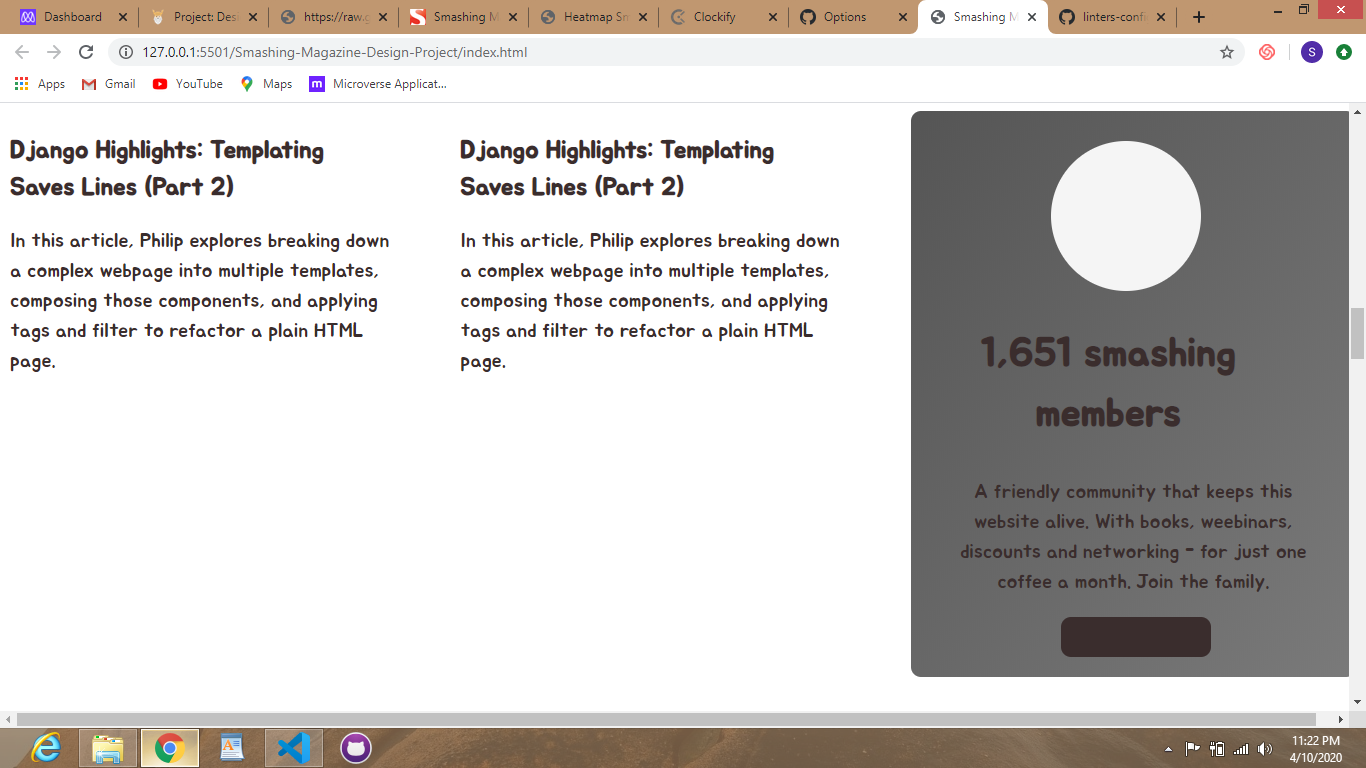 Dashboard
Project: Des
https://raw.g
Smashing M
Heatmap Sm
Clockify
Options
Smashing M
linters-confi
127.0.0.1:5501/Smashing-Magazine-Design-Project/index.html
S
Apps
Gmail
YouTube
Maps
Microverse Applicat...
Django Highlights: Templating
Saves Lines (Part 2)
In this article, Philip explores breaking down
a complex webpage into multiple templates,
composing those components, and applying
tags and filter to refactor a plain HTML
page.
Django Highlights: Templating
Saves Lines (Part 2)
In this article, Philip explores breaking down
a complex webpage into multiple templates,
composing those components, and applying
tags and filter to refactor a plain HTML
page.
1,651 smashing
members
A friendly community that keeps this
website alive. With books, weebinars,
discounts and networking - for just one
coffee a month. Join the family.
11:22 PM
4/10/2020